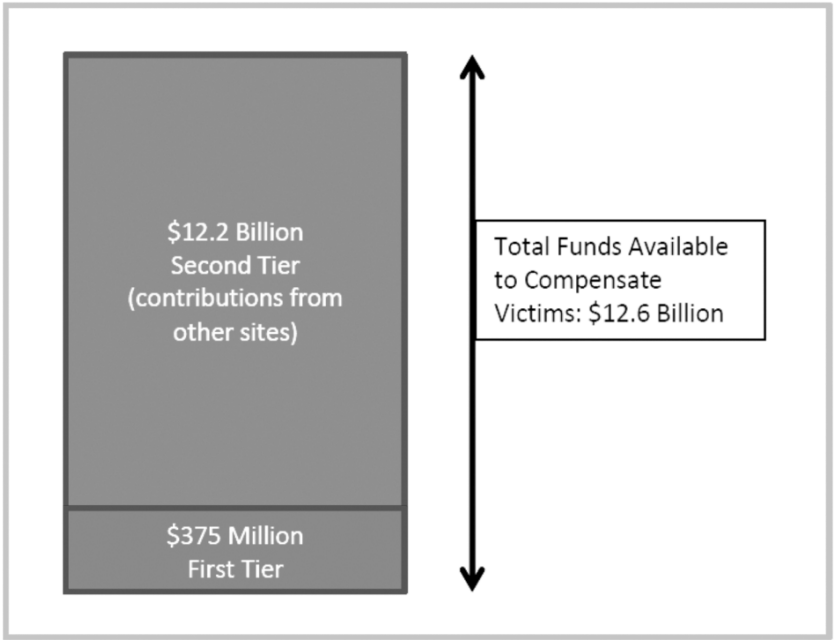 $12.2 Billion
Second Tier
(contributions from
other sites)
Total Funds Available
to Compensate
Victims: $12.6 Billion
$375 Million
First Tier